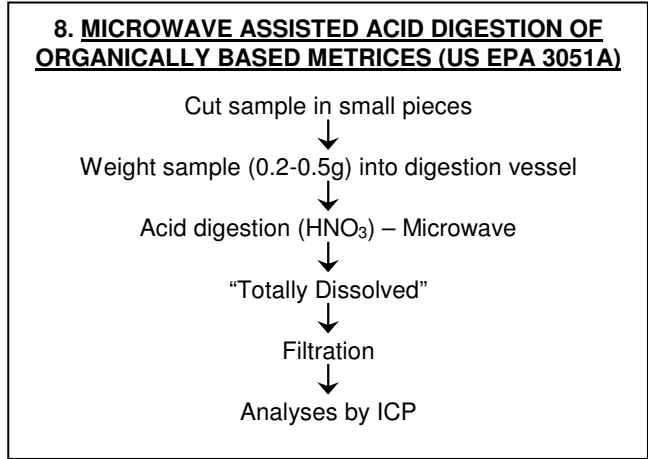 8. MICROWAVE ASSISTED ACID DIGESTION OF
ORGANICALLY BASED METRICES (US EPA 3051A)
Cut sample in small pieces
Weight sample (0.2-0.5g) into digestion vessel
Acid digestion (HNO₃) – Microwave
“Totally Dissolved”
Filtration
Analyses by ICP